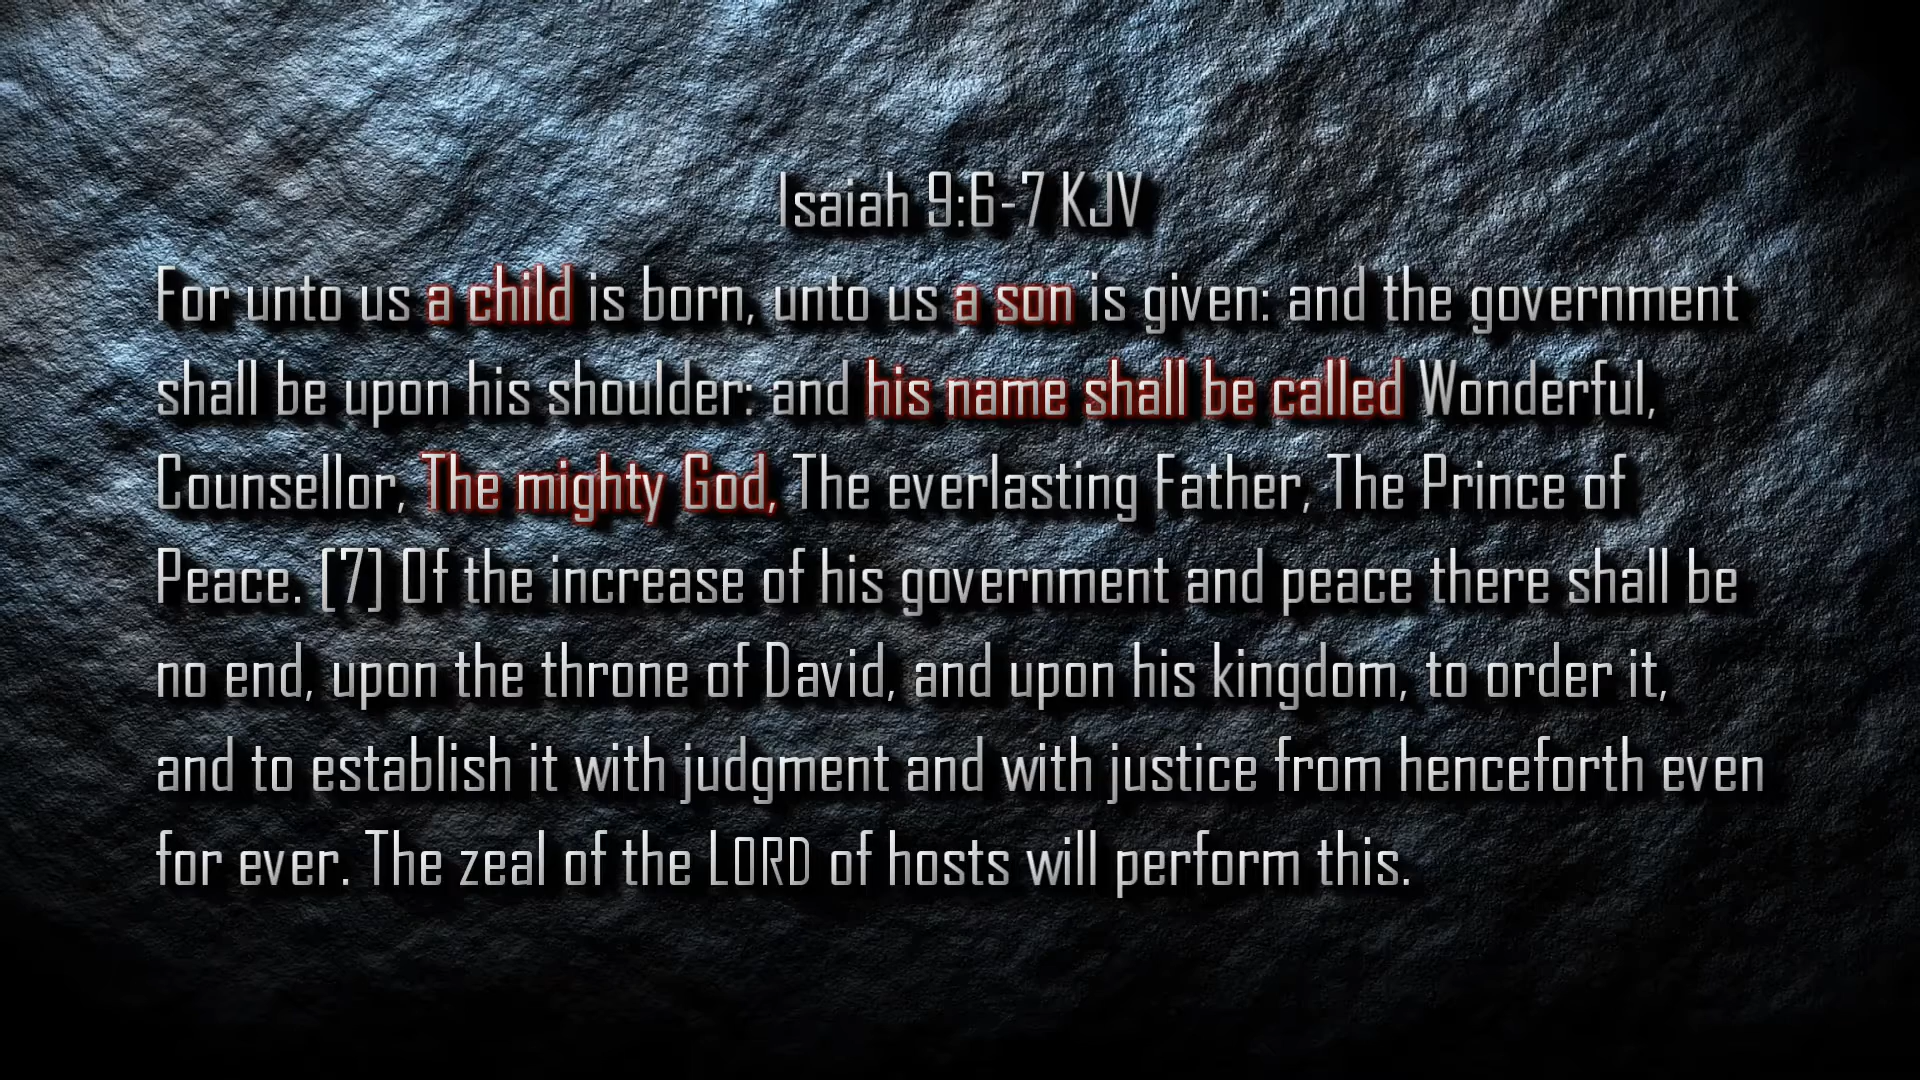 Isaiah 9:6-7 KJV
For unto us a child is born, unto us a son is given: and the government
shall be upon his shoulder: and his name shall be called Wonderful,
Counsellor, The mighty God, The everlasting Father, The Prince of
Peace. [7] Of the increase of his government and peace there shall be
no end, upon the throne of David, and upon his kingdom, to order it,
and to establish it with judgment and with justice from henceforth even
for ever. The zeal of the LORD of hosts will perform this.